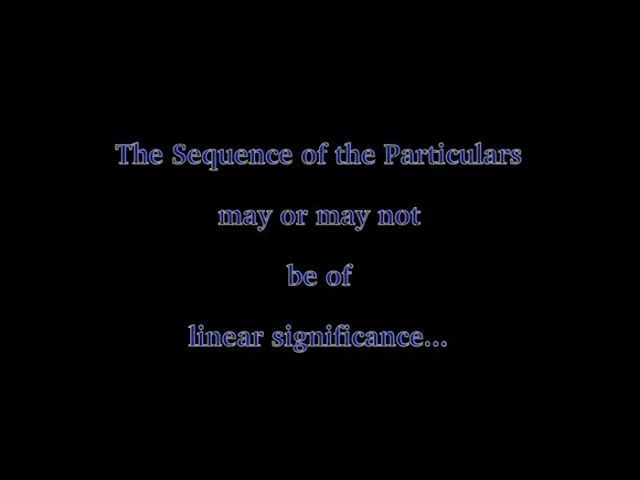 The Sequence of the Particulars
may or may not
be of
linear significance...